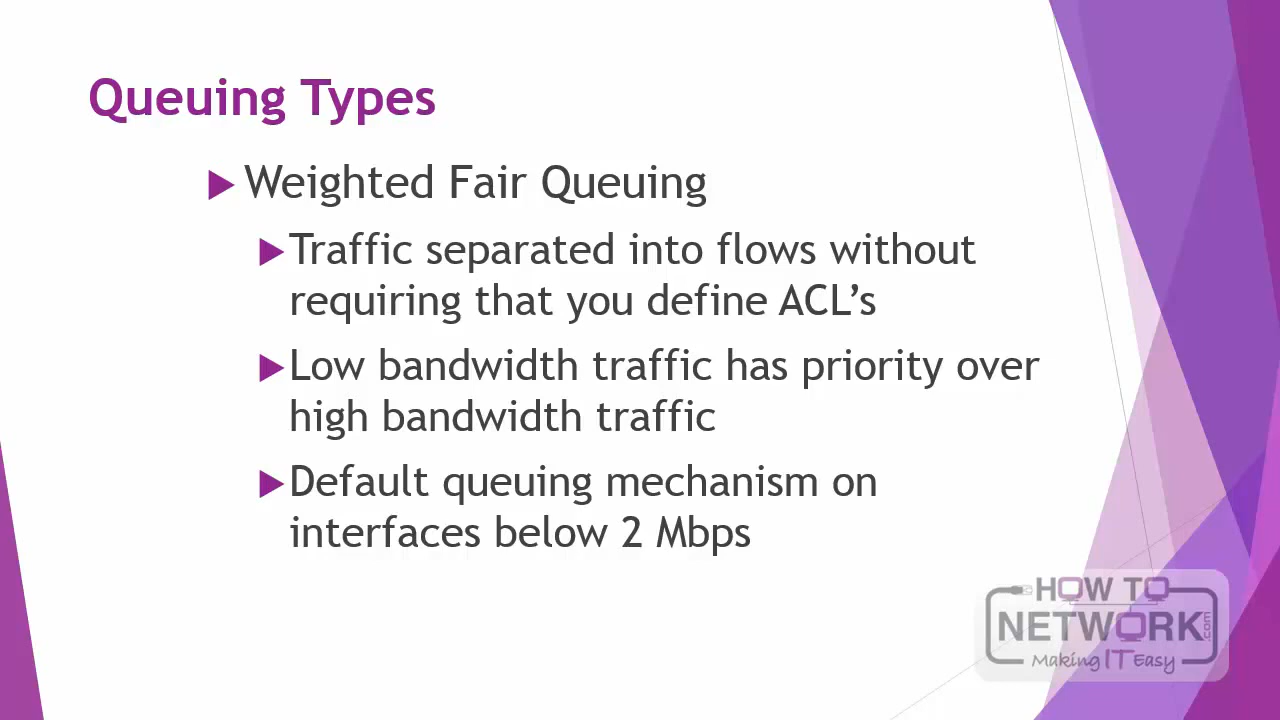 Queuing Types
Weighted Fair Queuing
Traffic separated into flows without
requiring that you define ACL’s
Low bandwidth traffic has priority over
high bandwidth traffic
Default queuing mechanism on
interfaces below 2 Mbps
HOW TO
NETWORK.com
Making IT Easy